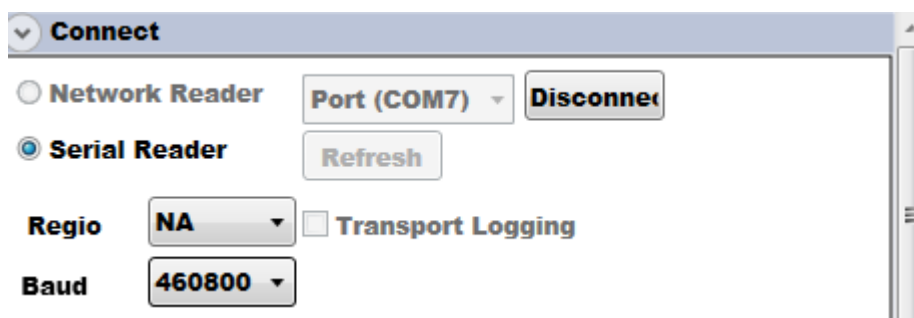 Connect
Network Reader Port (COM7) Disconnec
Serial Reader Refresh
Regio NA Transport Logging
Baud 460800